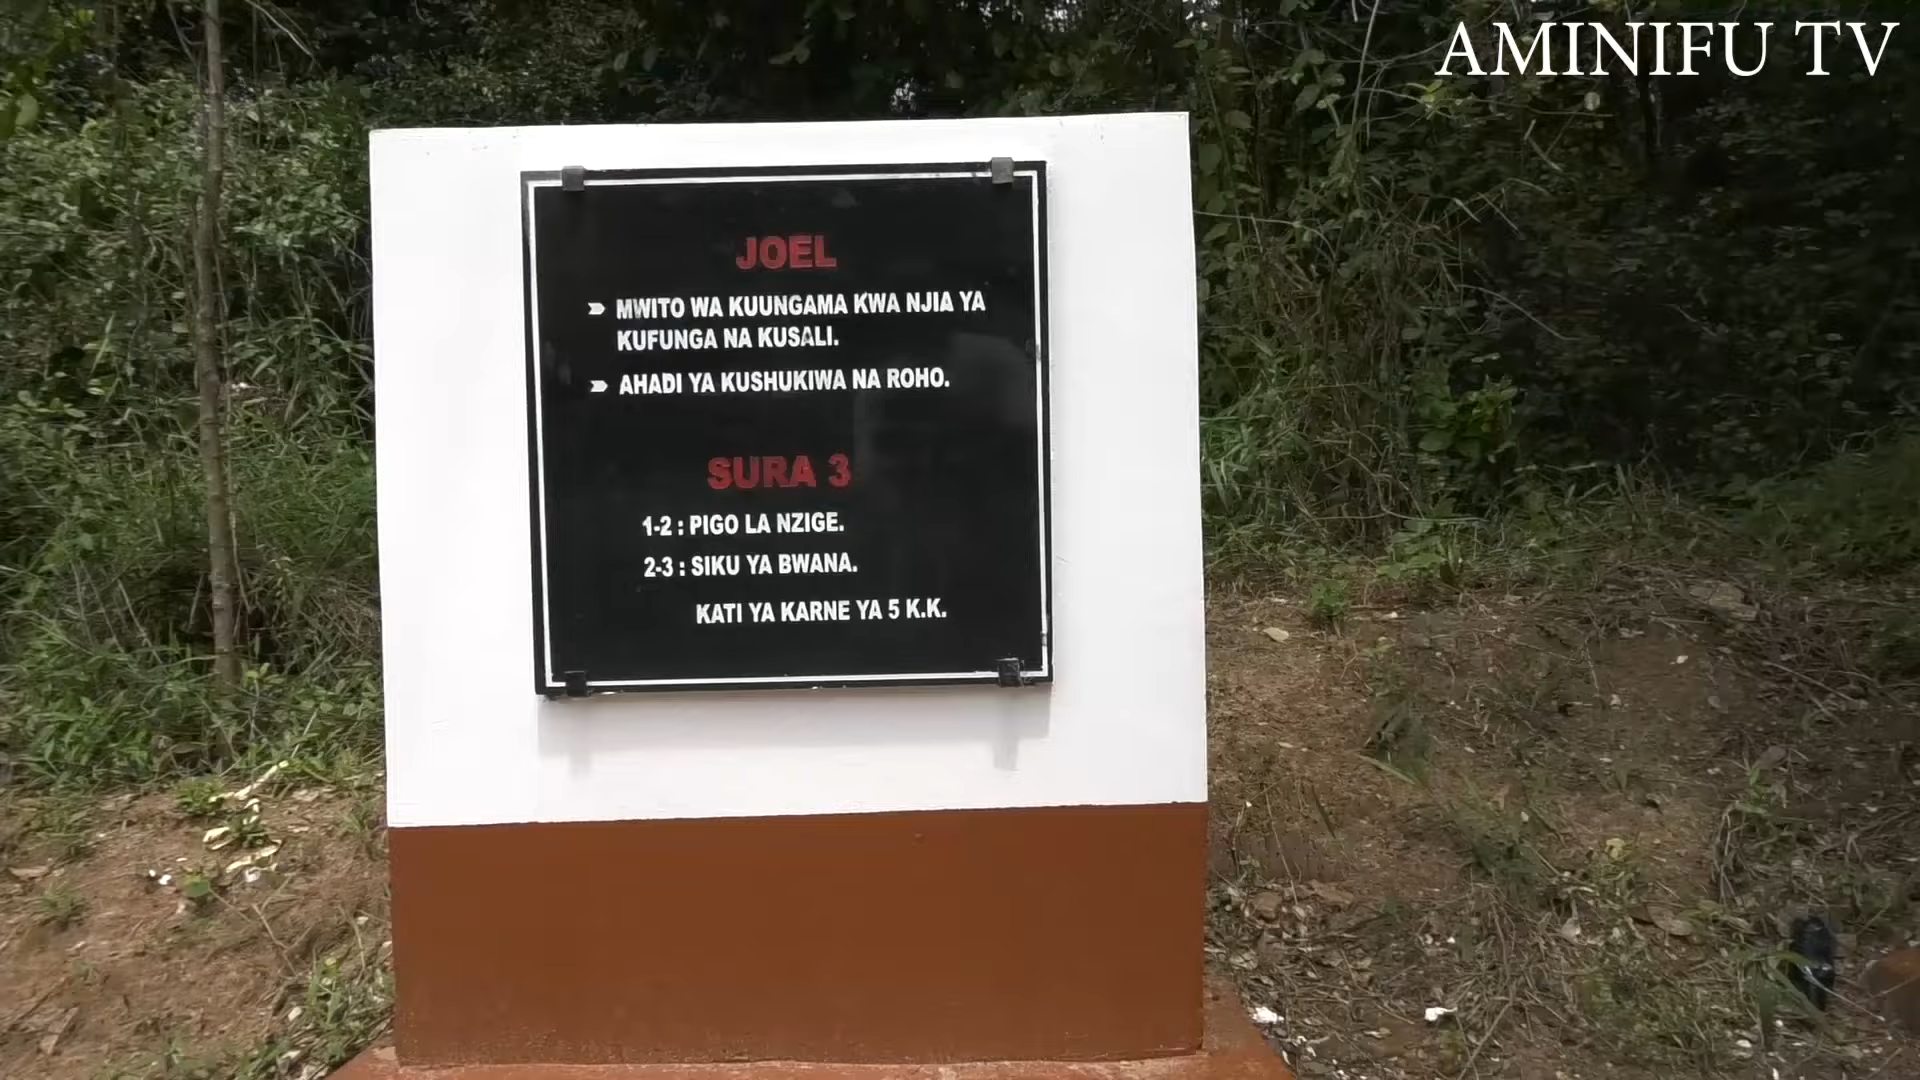 AMINIFU TV
JOEL
» MWITO WA KUUNGAMA KWA NJIA YA
KUFUNGA NA KUSALI.
» AHADI YA KUSHUKIWA NA ROHO.
SURA 3
1-2 : PIGO LA NZIGE.
2-3 : SIKU YA BWANA.
KATI YA KARNE YA 5 K.K.